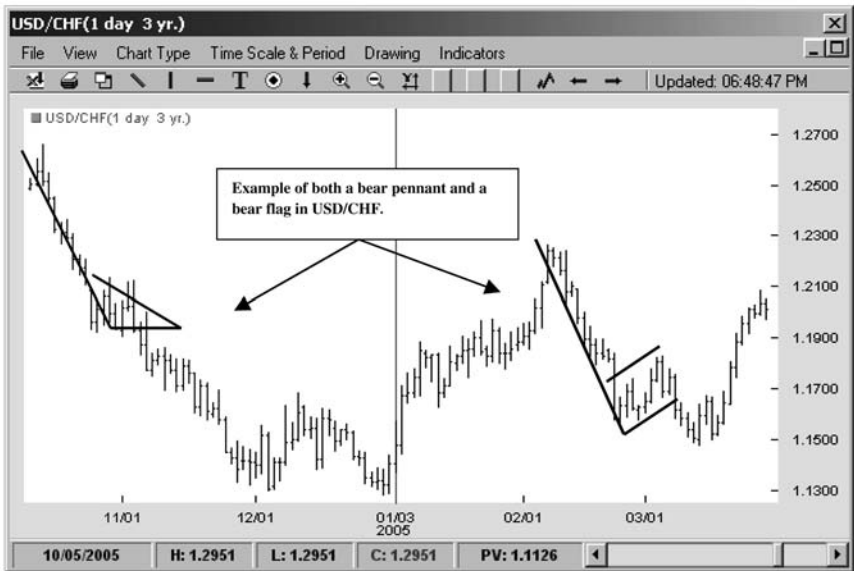 USD/CHF(1 day 3 yr.)
File View Chart Type Time Scale & Period Drawing Indicators
T Updated: 06:48:47 PM
USD/CHF(1 day 3 yr.)
Example of both a bear pennant and a
bear flag in USD/CHF.
1.2700
1.2500
1.2300
1.2100
1.1900
1.1700
1.1500
1.1300
11/01 12/01 01/03 02/01 03/01
2005
10/05/2005 H: 1.2951 L: 1.2951 C: 1.2951 PV: 1.1126